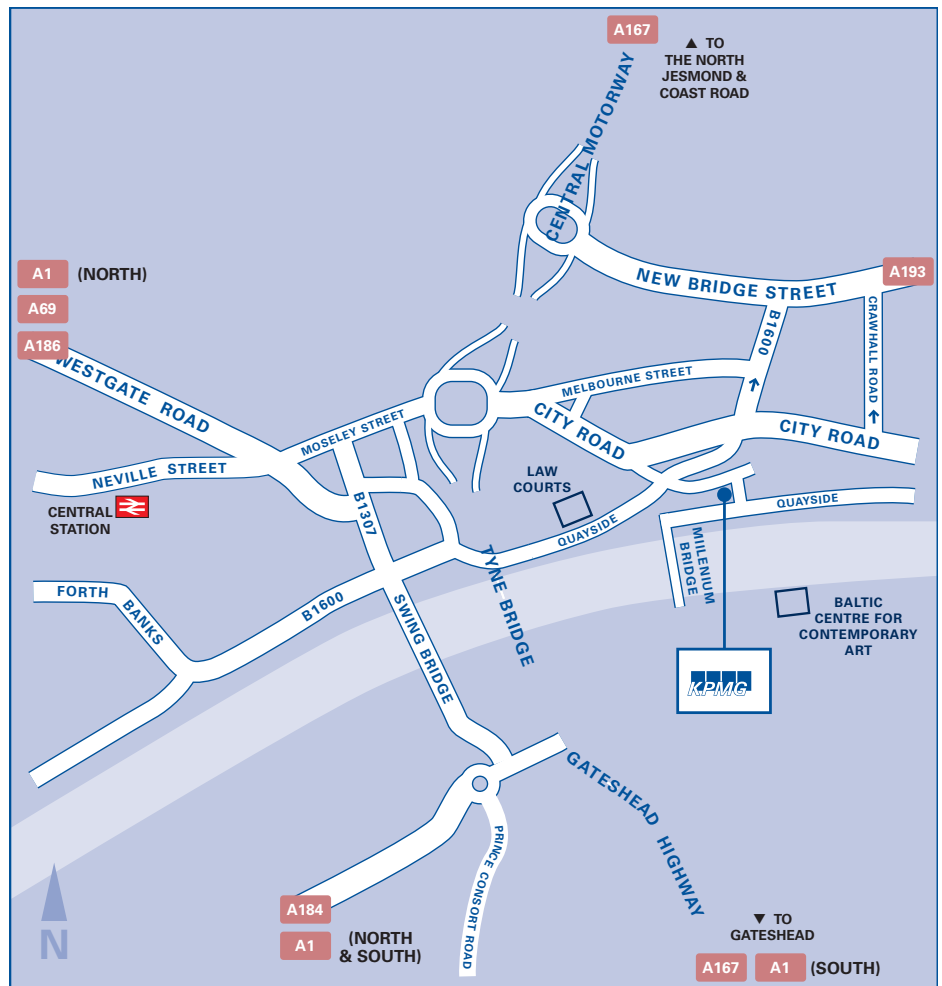 A167
▲ TO
THE NORTH
JESMOND &
COAST ROAD
CENTRAL MOTORWAY
A1 (NORTH)
A69
A186
A193
NEW BRIDGE STREET
B1600
CRAWHALL ROAD
WESTGATE ROAD
MOSELEY STREET
MELBOURNE STREET
CITY ROAD
CITY ROAD
NEVILLE STREET
CENTRAL
STATION
B1307
LAW
COURTS
QUAYSIDE
QUAYSIDE
MIILENIUM
BRIDGE
TYNE BRIDGE
FORTH
BANKS
B1600
SWING BRIDGE
BALTIC
CENTRE FOR
CONTEMPORARY
ART
KPMG
GATESHEAD HIGHWAY
PRINCE CONSORT ROAD
N
A184
A1 (NORTH
& SOUTH)
▼ TO
GATESHEAD
A167 A1 (SOUTH)